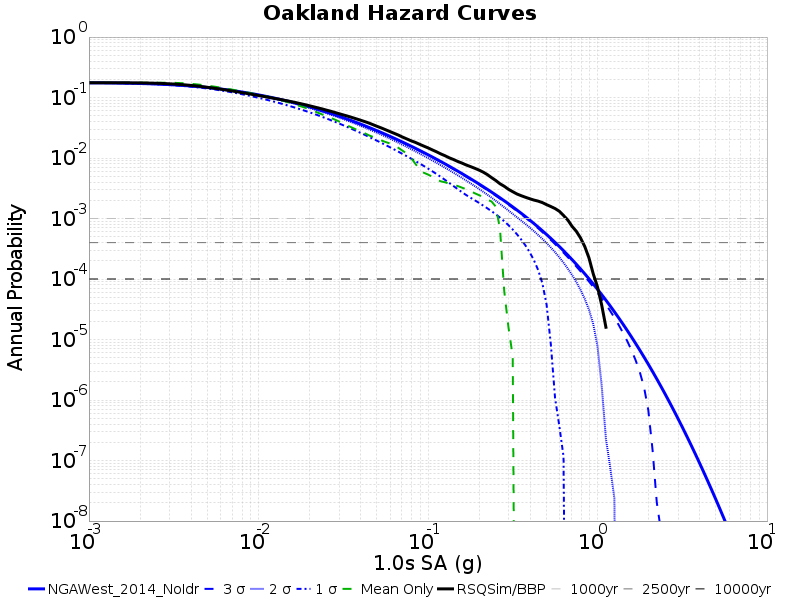 Oakland Hazard Curves
10^0
10^-1
10^-2
10^-3
10^-4
10^-5
10^-6
10^-7
10^-8
Annual Probability
10^-3 10^-2 10^-1 10^0 10^1
1.0s SA (g)
NGAWest_2014_NoIdr 3 σ 2 σ 1 σ Mean Only RSQSim/BBP 1000yr 2500yr 10000yr